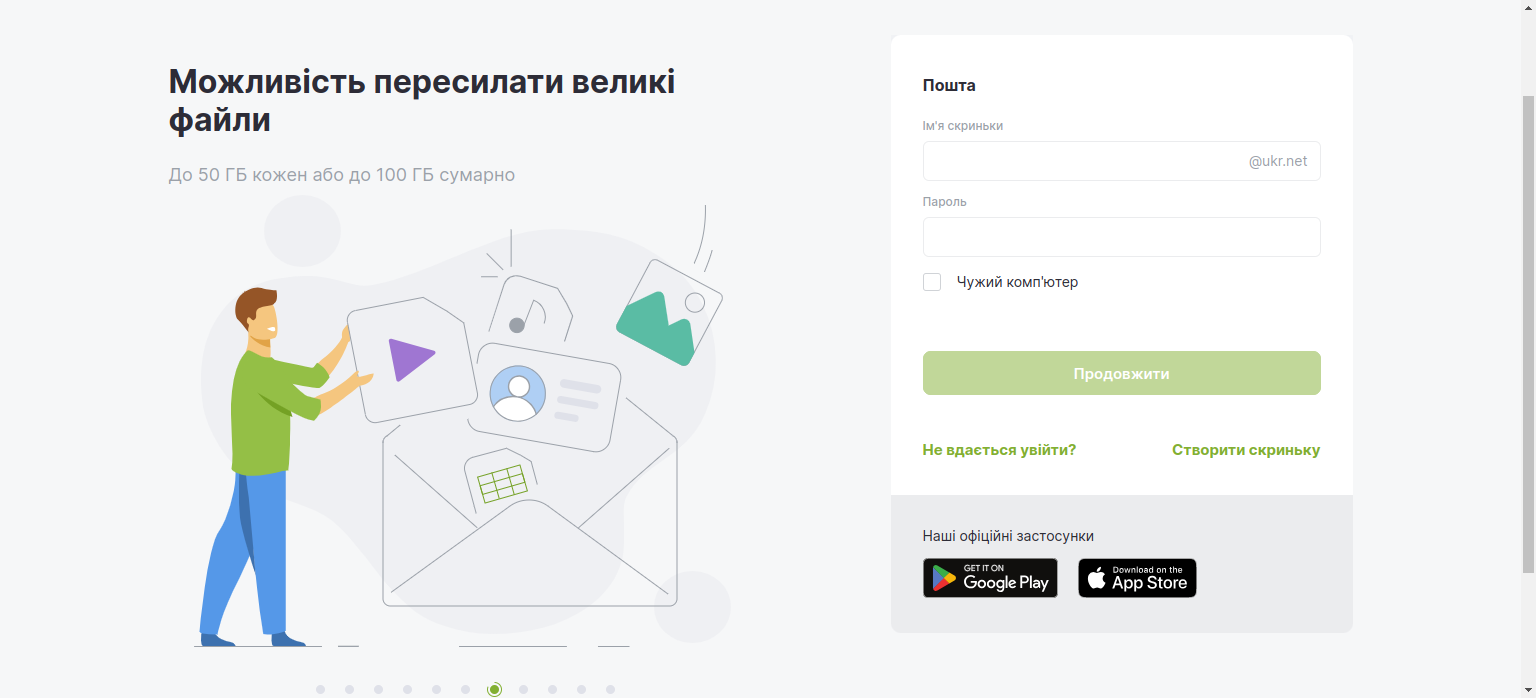 Можливість пересилати великі
файли
До 50 ГБ кожен або до 100 ГБ сумарно
Пошта
Ім'я скриньки
@ukr.net
Пароль
Чужий комп'ютер
Продовжити
Не вдається увійти?
Створити скриньку
Наші офіційні застосунки
GET IT ON
Google Play
Download on the
App Store